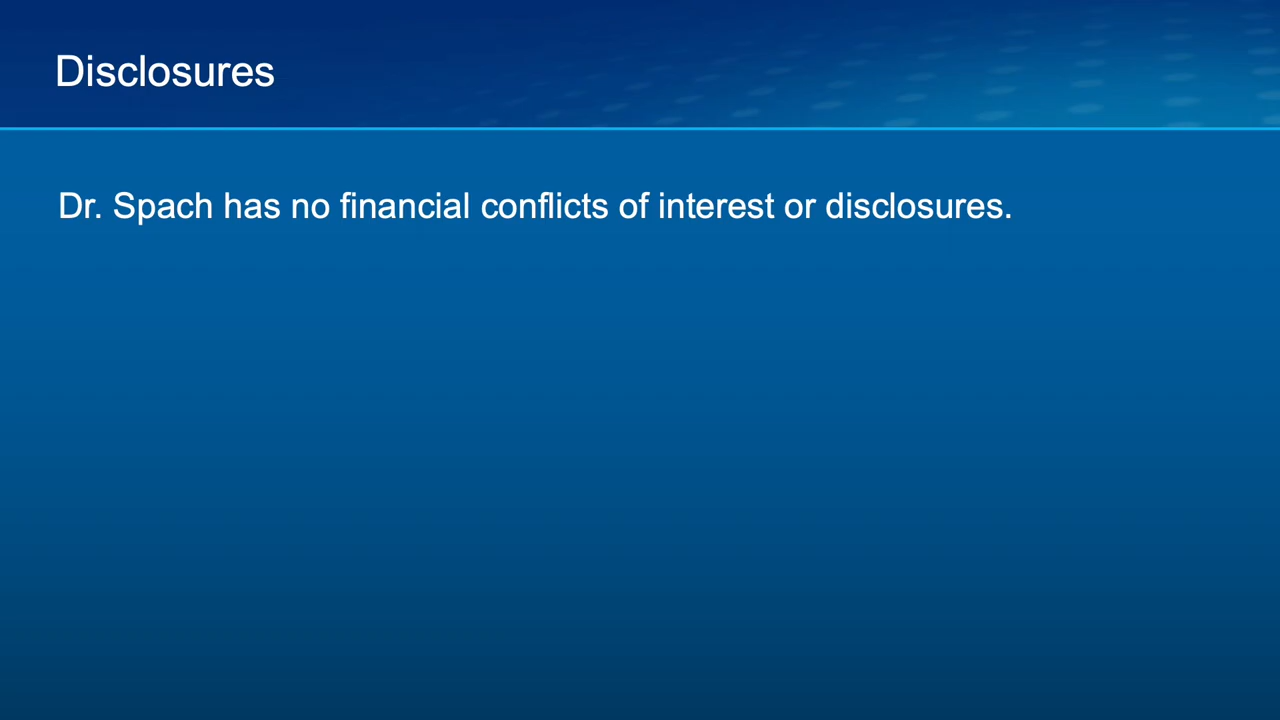 Disclosures
Dr. Spach has no financial conflicts of interest or disclosures.